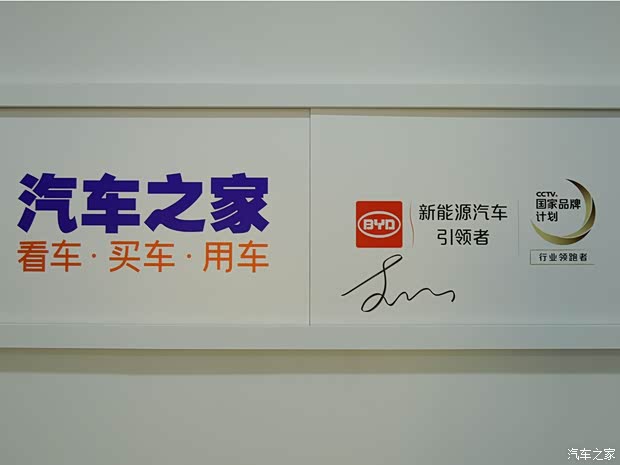 汽车之家
看车·买车·用车
BYD
新能源汽车
引领者
CCTV
国家品牌
计划
行业领跑者
汽车之家